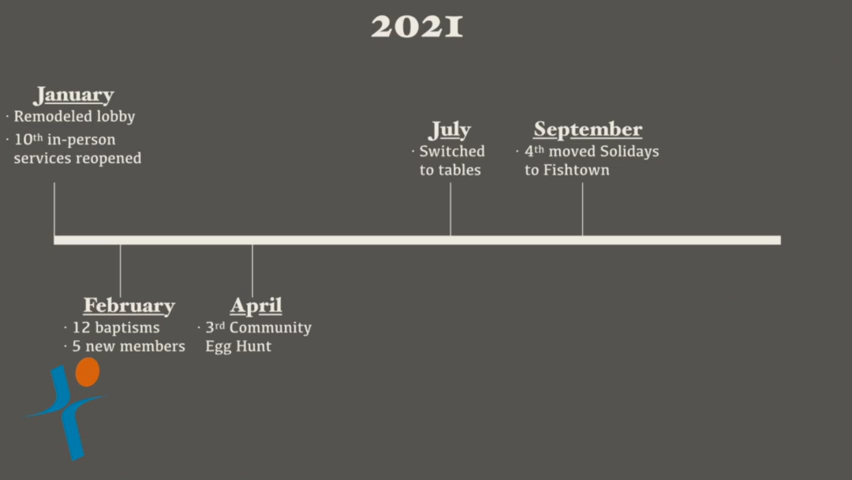 2021
January
· Remodeled lobby
· 10th in-person
services reopened
July
· Switched
to tables
September
· 4th moved Solidays
to Fishtown
February
· 12 baptisms
· 5 new members
April
· 3rd Community
Egg Hunt